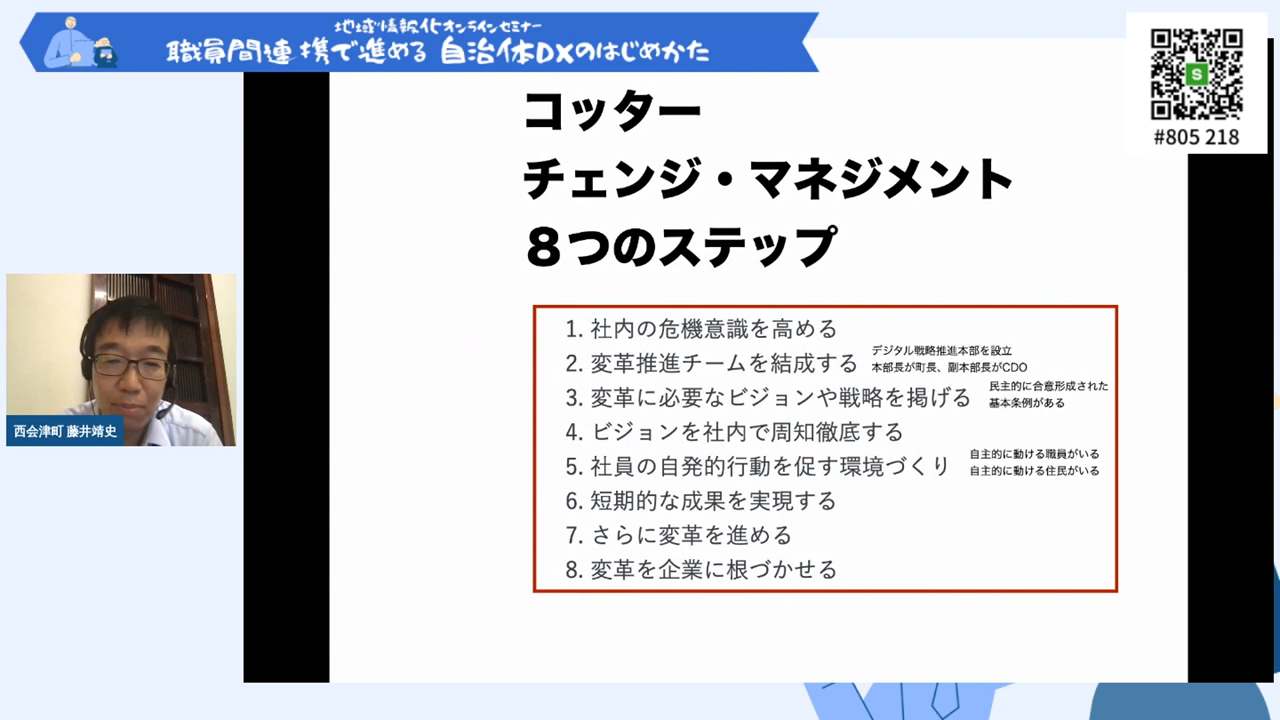 地域情報化オンラインセミナー
職員間連携で進める 自治体DXのはじめかた
#805 218
コッター
チェンジ・マネジメント
８つのステップ
1. 社内の危機意識を高める
2. 変革推進チームを結成する
デジタル戦略推進本部を設立
本部長が町長、副本部長がCDO
3. 変革に必要なビジョンや戦略を掲げる
民主的に合意形成された
基本条例がある
4. ビジョンを社内で周知徹底する
5. 社員の自発的行動を促す環境づくり
自主的に動ける職員がいる
自主的に動ける住民がいる
6. 短期的な成果を実現する
7. さらに変革を進める
8. 変革を企業に根づかせる
西会津町 藤井靖史